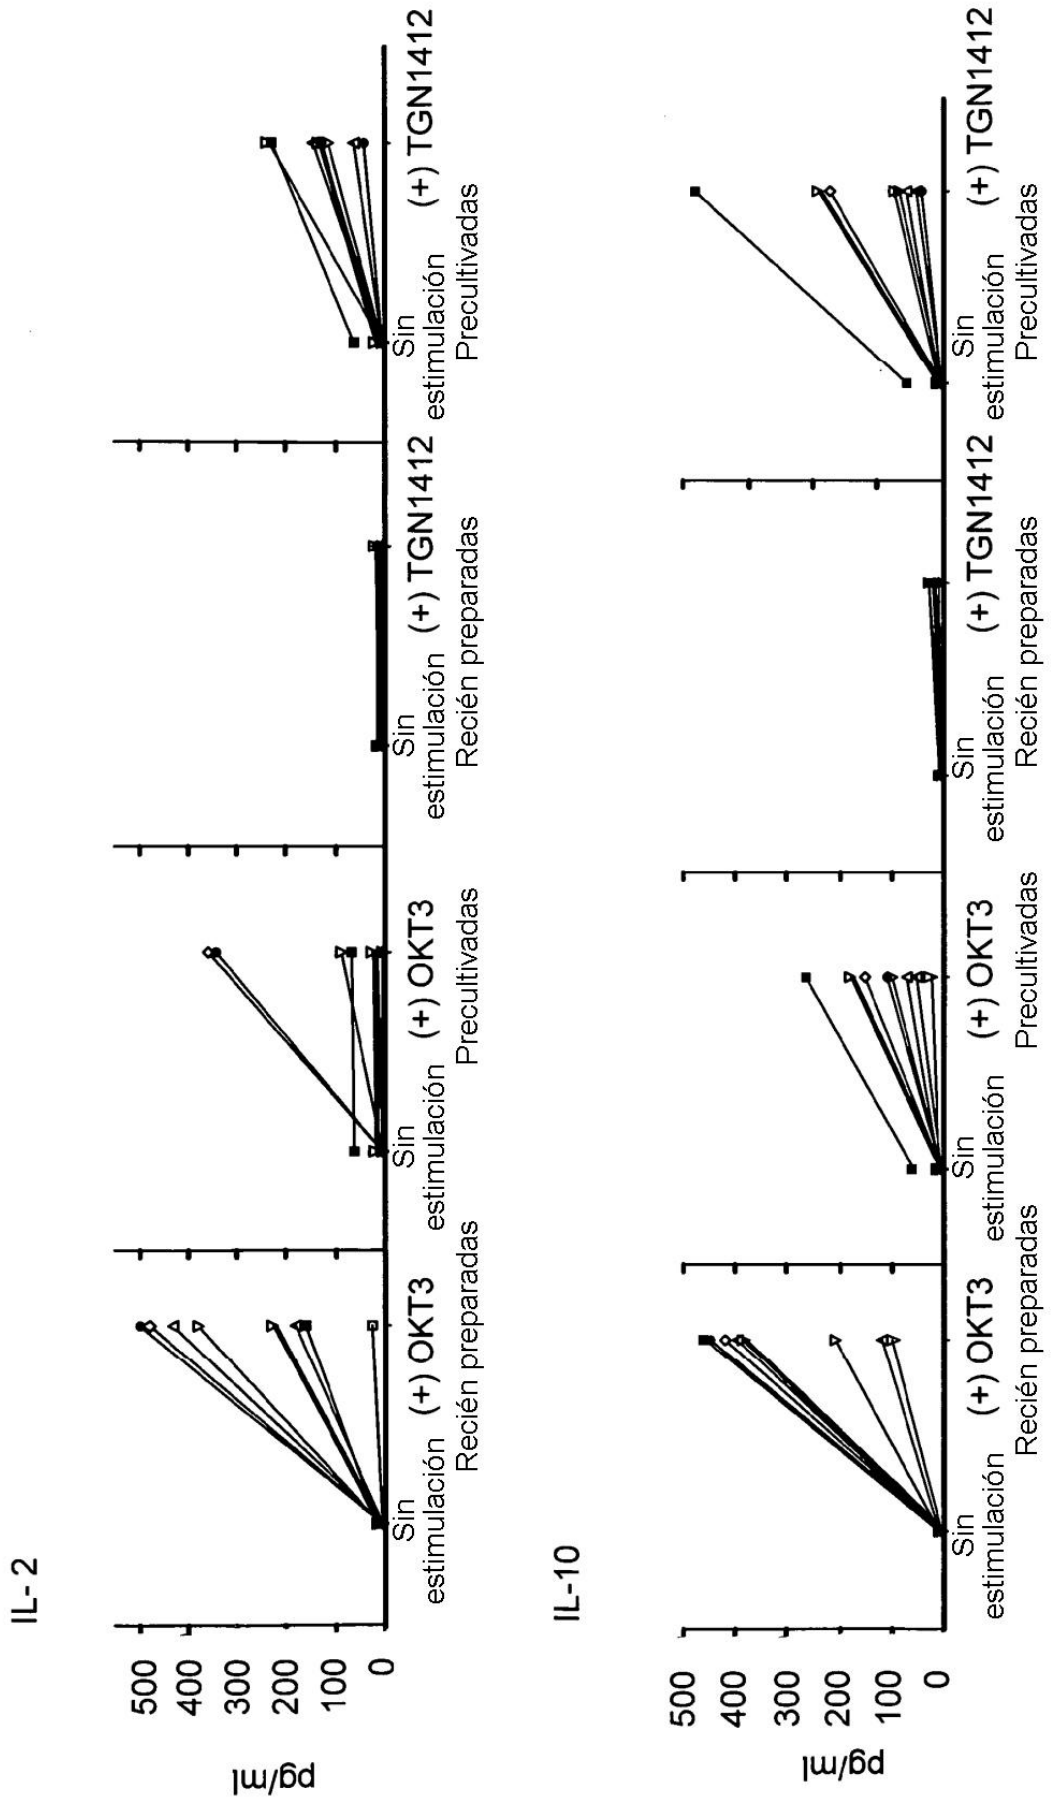 IL-2
pg/ml
500
400
300
200
100
0
Sin (+) OKT3 Sin (+) OKT3 Sin (+) TGN1412 Sin (+) TGN1412
estimulación estimulación estimulación estimulación
Recién preparadas Precultivadas Recién preparadas Precultivadas
IL-10
pg/ml
500
400
300
200
100
0
Sin (+) OKT3 Sin (+) OKT3 Sin (+) TGN1412 Sin (+) TGN1412
estimulación estimulación estimulación estimulación
Recién preparadas Precultivadas Recién preparadas Precultivadas